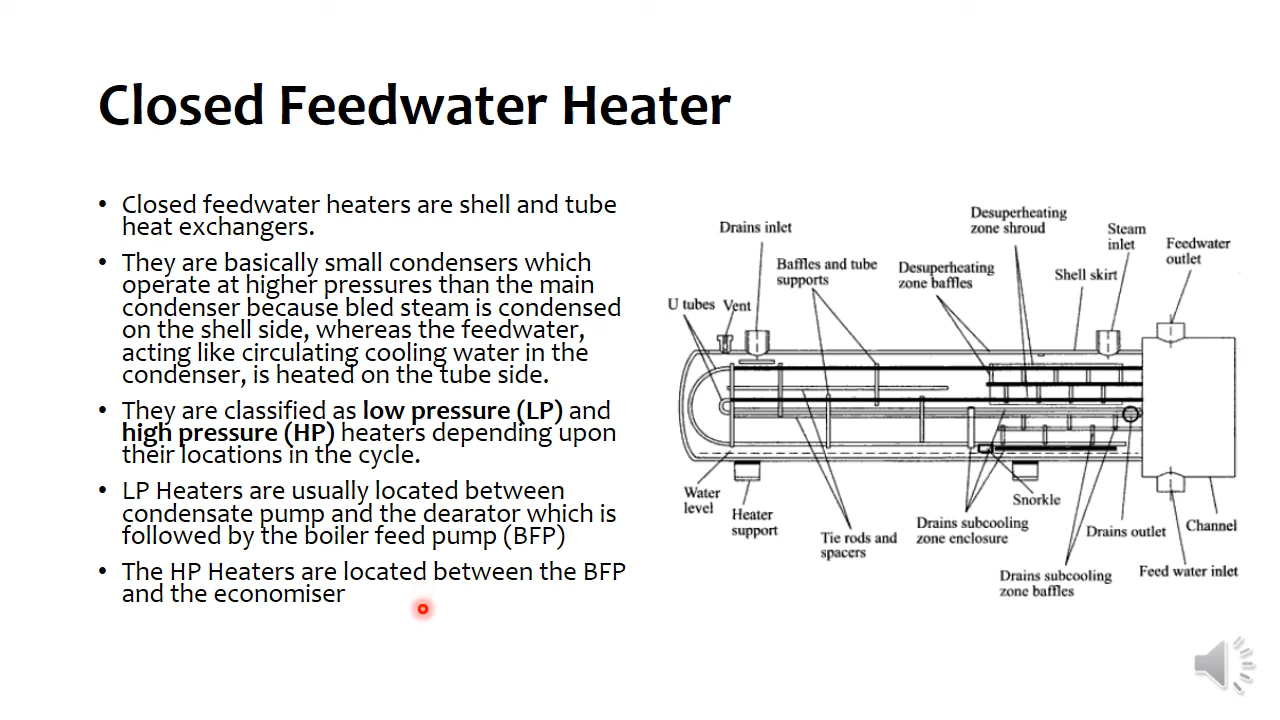 Closed Feedwater Heater
• Closed feedwater heaters are shell and tube
heat exchangers.
• They are basically small condensers which
operate at higher pressures than the main
condenser because bled steam is condensed
on the shell side, whereas the feedwater,
acting like circulating cooling water in the
condenser, is heated on the tube side.
• They are classified as low pressure (LP) and
high pressure (HP) heaters depending upon
their locations in the cycle.
• LP Heaters are usually located between
condensate pump and the dearator which is
followed by the boiler feed pump (BFP)
• The HP Heaters are located between the BFP
and the economiser
Drains inlet
Desuperheating
zone shroud
Steam
inlet
Feedwater
outlet
Baffles and tube
supports
Desuperheating
zone baffles
Shell skirt
U tubes
Vent
Water
level
Heater
support
Tie rods and
spacers
Drains subcooling
zone enclosure
Snorkle
Drains outlet
Channel
Drains subcooling
zone baffles
Feed water inlet